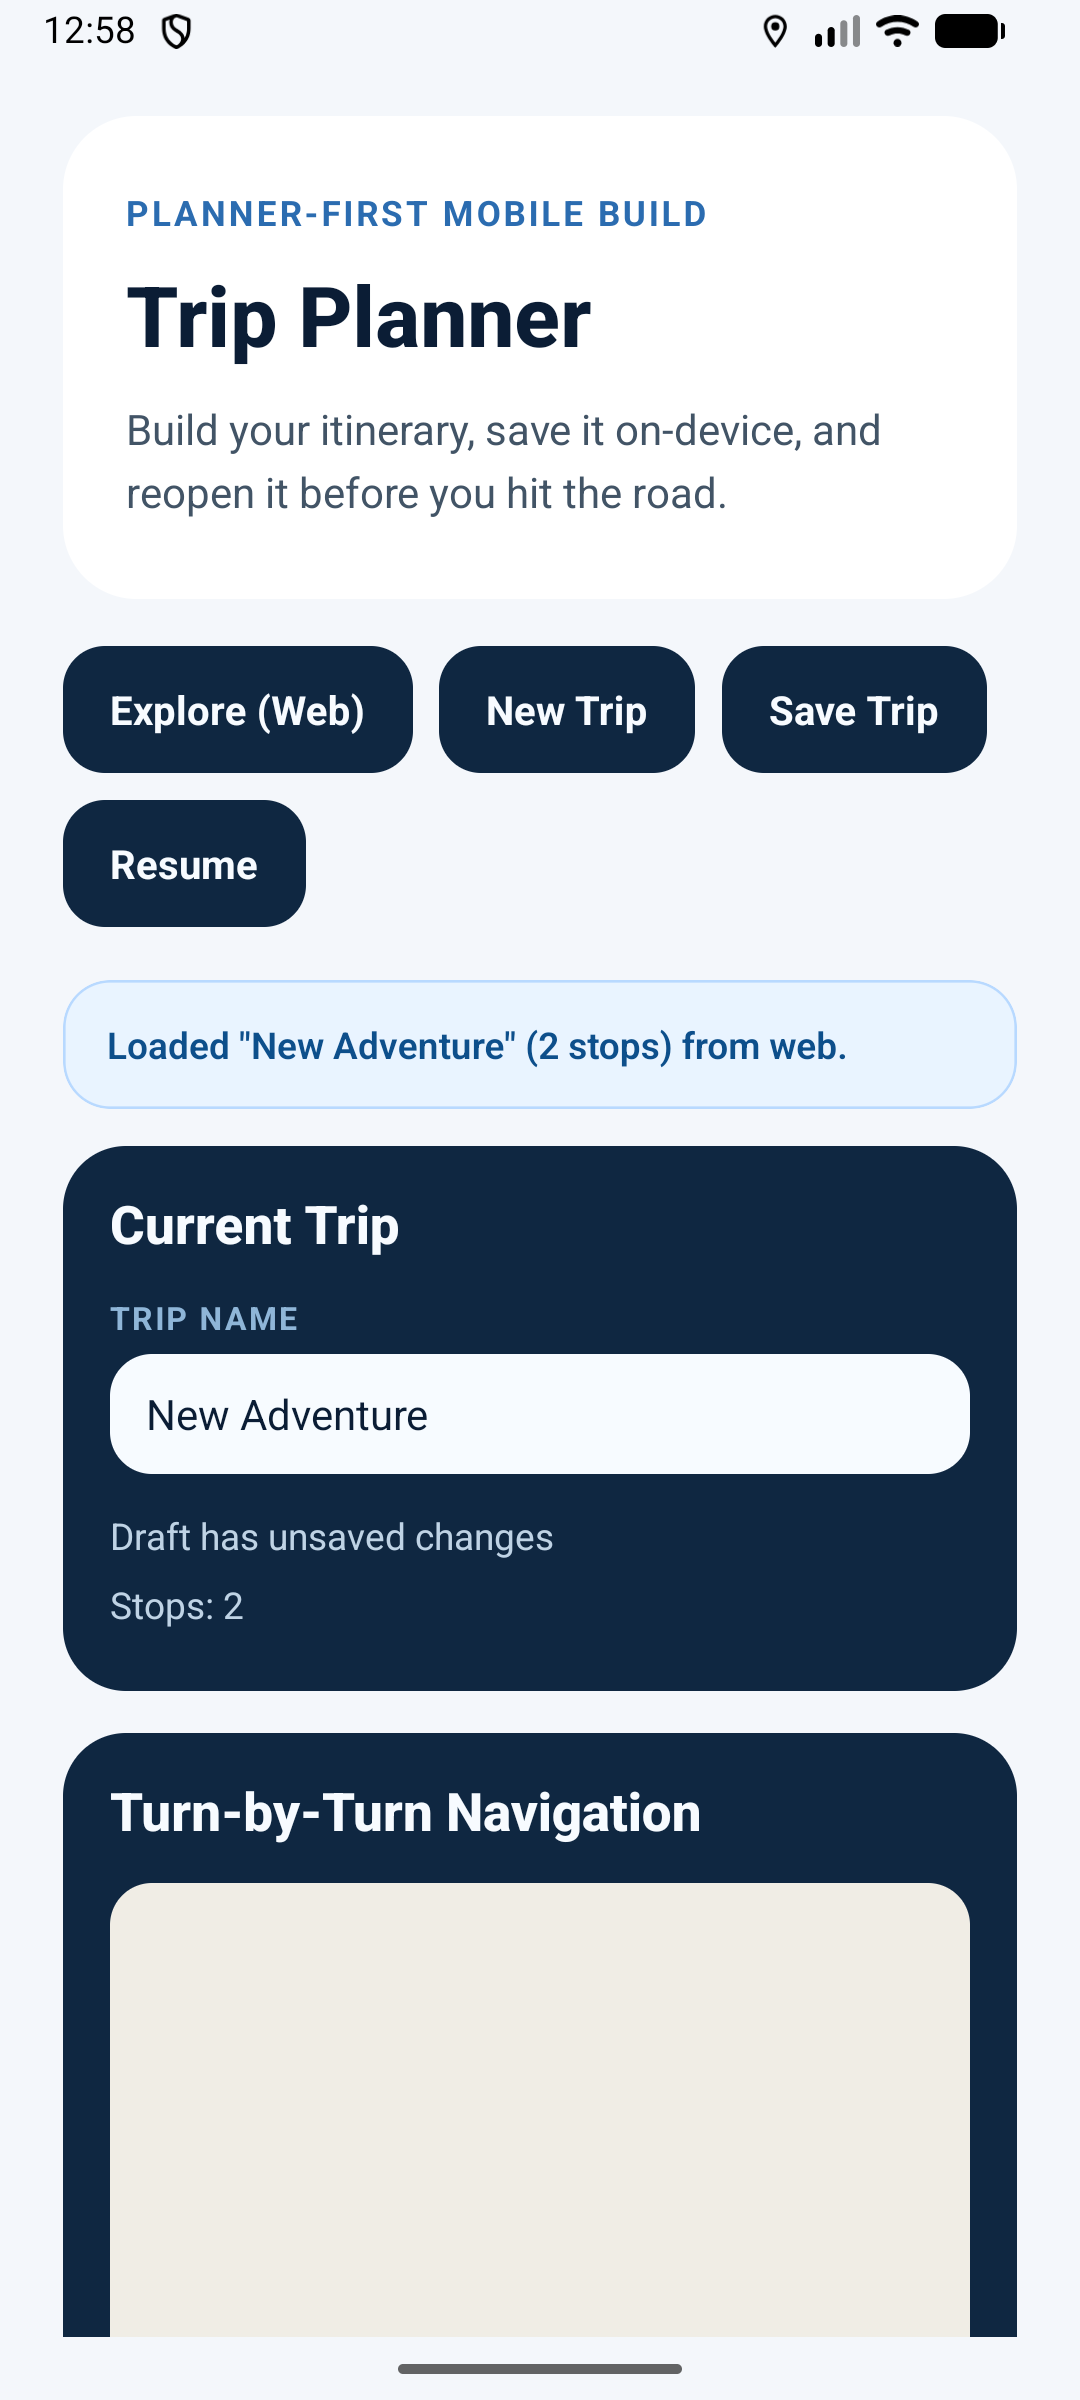 12:58
PLANNER-FIRST MOBILE BUILD
Trip Planner
Build your itinerary, save it on-device, and
reopen it before you hit the road.
Explore (Web)
New Trip
Save Trip
Resume
Loaded "New Adventure" (2 stops) from web.
Current Trip
TRIP NAME
New Adventure
Draft has unsaved changes
Stops: 2
Turn-by-Turn Navigation